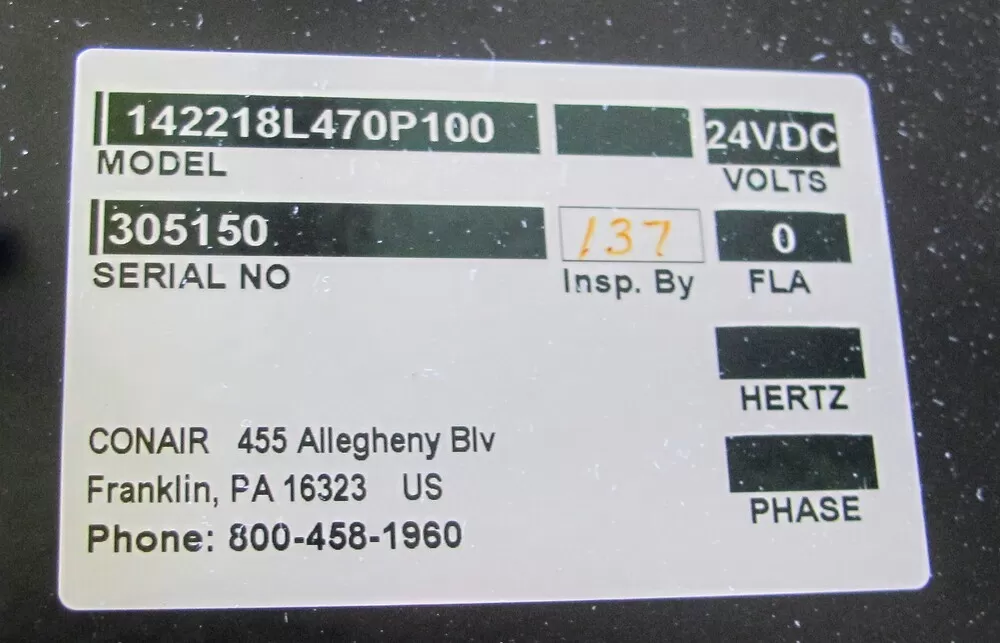 142218L470P100 24VDC
MODEL VOLTS
305150 137 0
SERIAL NO Insp. By FLA
HERTZ
CONAIR 455 Allegheny Blv
Franklin, PA 16323 US
PHASE
Phone: 800-458-1960